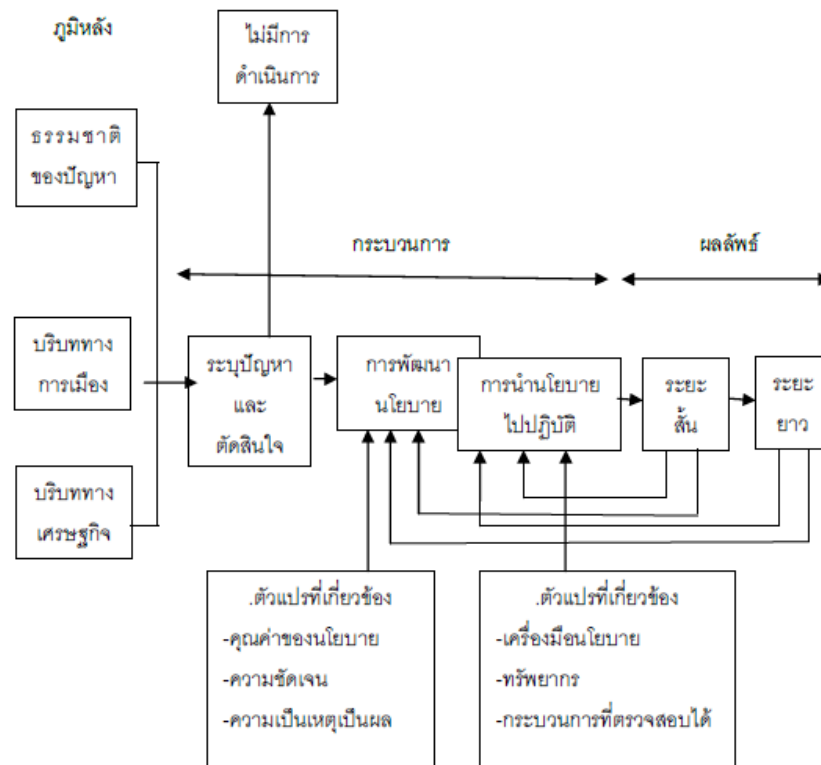 ภูมิหลัง
ไม่มีการ
ดำเนินการ
ธรรมชาติ
ของปัญหา
กระบวนการ
ผลลัพธ์
บริบททาง
การเมือง
ระบุปัญหา
และ
ตัดสินใจ
การพัฒนา
นโยบาย
การนำนโยบาย
ไปปฏิบัติ
ระยะ
สั้น
ระยะ
ยาว
บริบททาง
เศรษฐกิจ
.ตัวแปรที่เกี่ยวข้อง
-คุณค่าของนโยบาย
-ความชัดเจน
-ความเป็นเหตุเป็นผล
.ตัวแปรที่เกี่ยวข้อง
-เครื่องมือนโยบาย
-ทรัพยากร
-กระบวนการที่ตรวจสอบได้